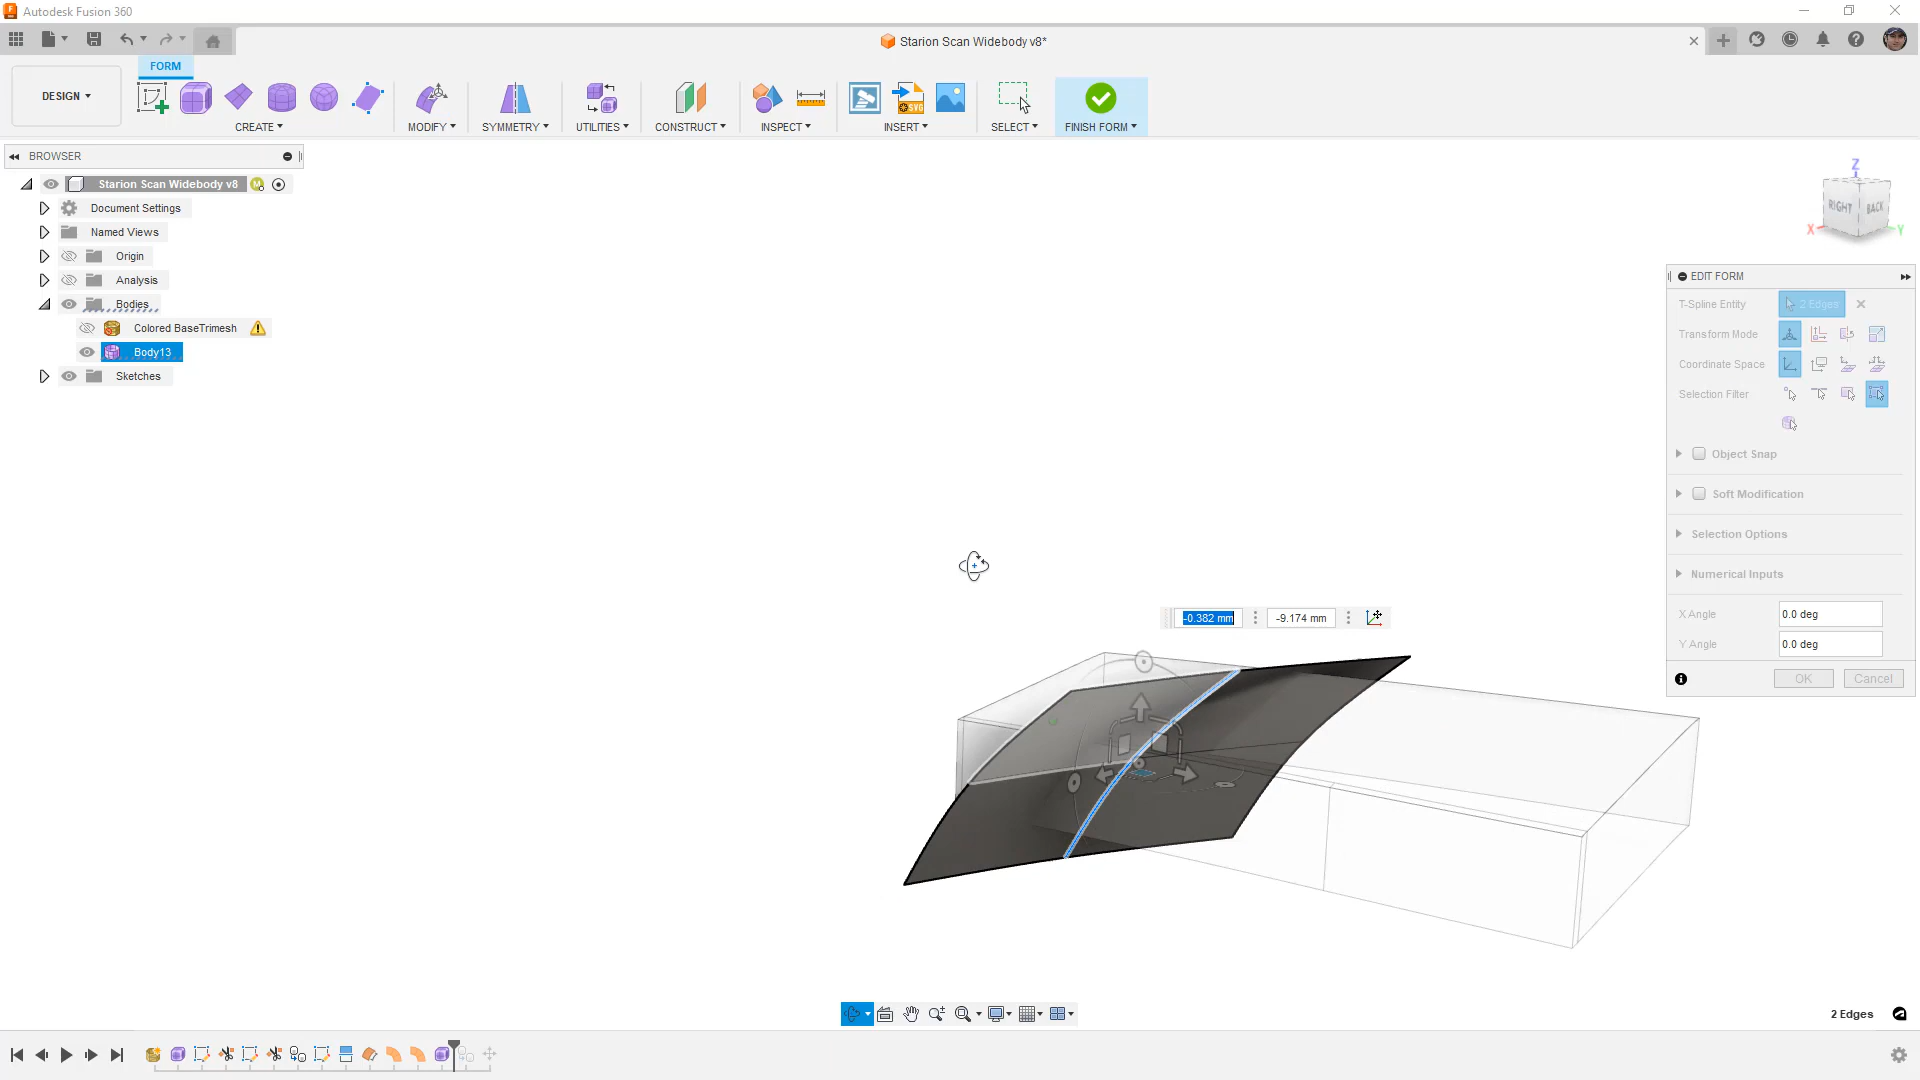 Autodesk Fusion 360
Starion Scan Widebody v8*
FORM
DESIGN
CREATE
MODIFY
SYMMETRY
UTILITIES
CONSTRUCT
INSPECT
INSERT
SELECT
FINISH FORM
SVG
BROWSER
Starion Scan Widebody v8
Document Settings
Named Views
Origin
Analysis
Bodies
Colored BaseTrimesh
Body13
Sketches
Z
RIGHT
BACK
X
Y
EDIT FORM
T-Spline Entity
2 Edges
Transform Mode
Coordinate Space
Selection Filter
Object Snap
Soft Modification
Selection Options
Numerical Inputs
X Angle
0.0 deg
Y Angle
0.0 deg
OK
Cancel
-0.382 mm
-9.174 mm
2 Edges